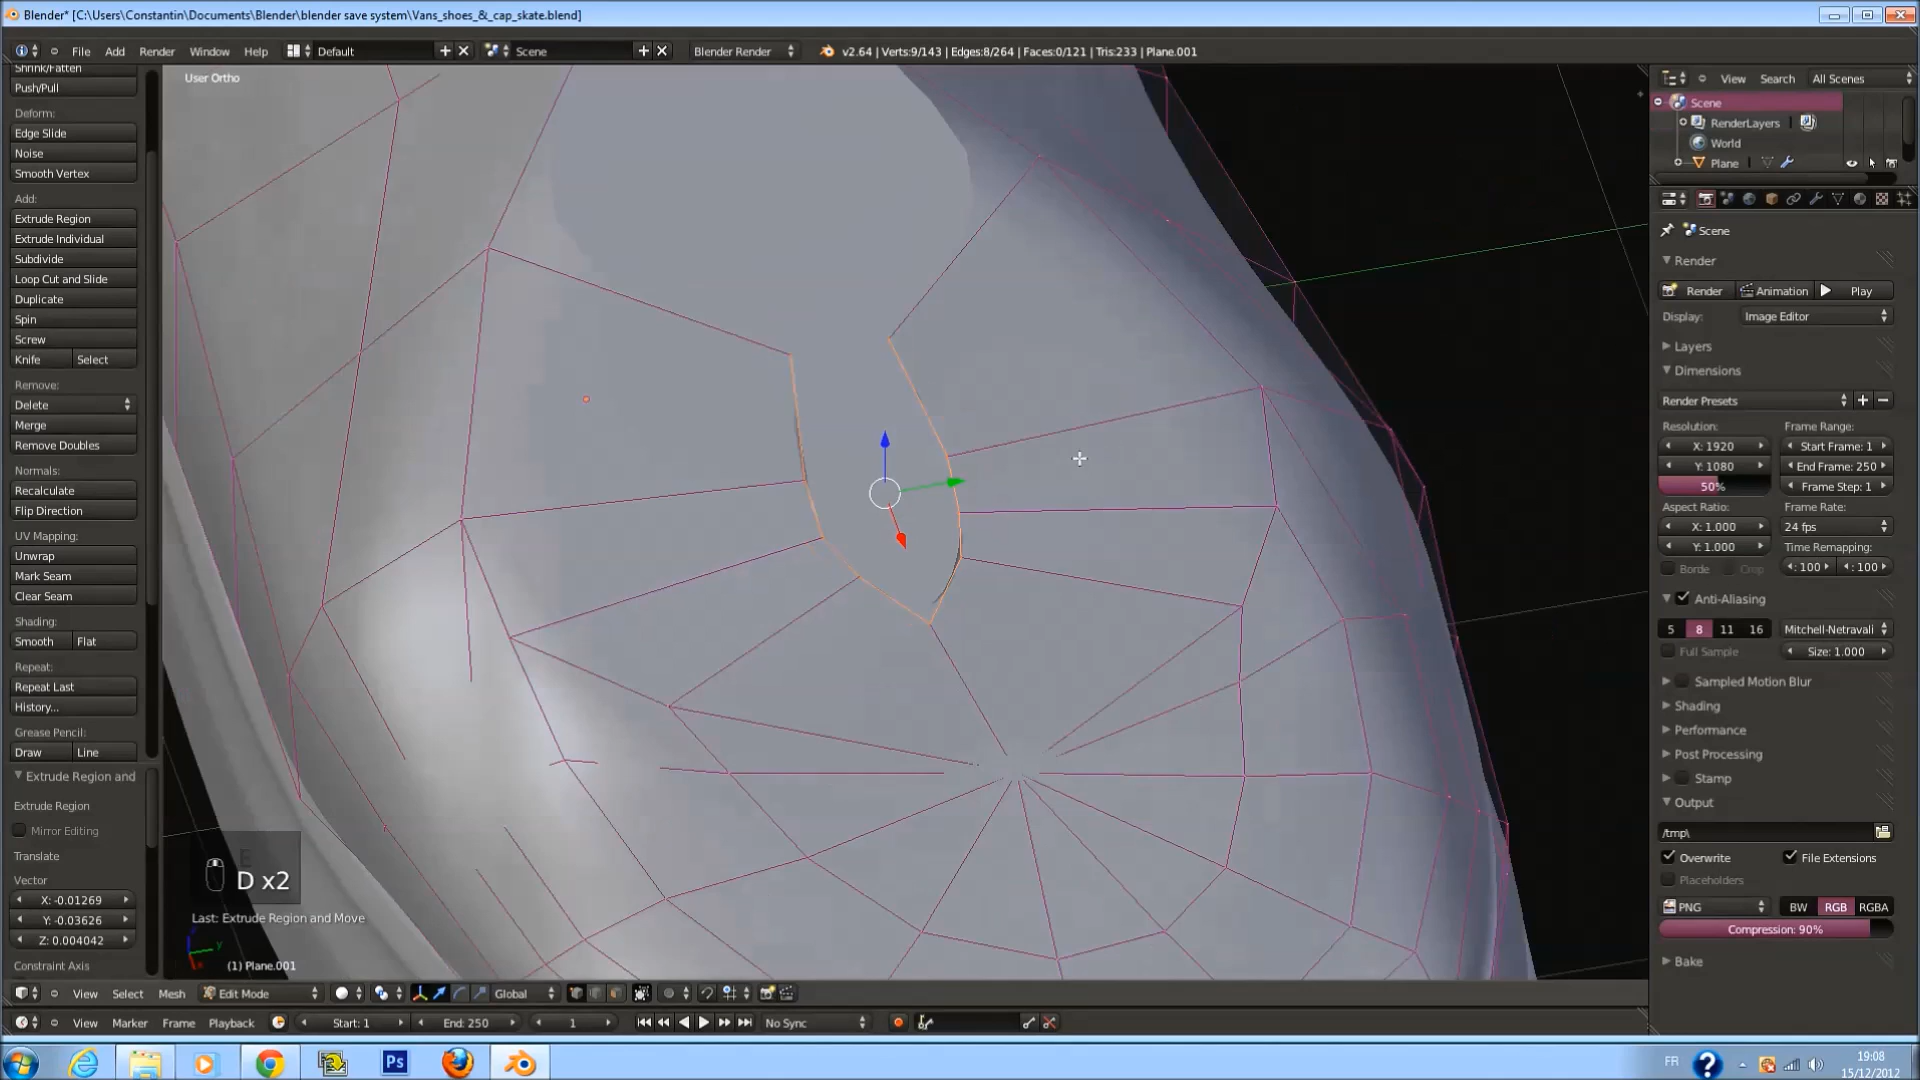 Blender* [C:\Users\Constantin\Documents\Blender\blender save system\Vans_shoes_&_cap_skate.blend]
File Add Render Window Help Default Scene Blender Render v2.64 | Verts:9/143 | Edges:8/264 | Faces:0/121 | Tris:233 | Plane.001
Shrink/Fatten
Push/Pull
Deform:
Edge Slide
Noise
Smooth Vertex
Add:
Extrude Region
Extrude Individual
Subdivide
Loop Cut and Slide
Duplicate
Spin
Screw
Knife Select
Remove:
Delete
Merge
Remove Doubles
Normals:
Recalculate
Flip Direction
UV Mapping:
Unwrap
Mark Seam
Clear Seam
Shading:
Smooth Flat
Repeat:
Repeat Last
History...
Grease Pencil:
Draw Line
Extrude Region and
Extrude Region
Mirror Editing
Translate
Vector
X: -0.01269
Y: -0.03626
Z: 0.004042
Constraint Axis
User Ortho
D x2
Last: Extrude Region and Move
(1) Plane.001
View Search All Scenes
Scene
RenderLayers
World
Plane
Scene
Render
Render Animation Play
Display: Image Editor
Layers
Dimensions
Render Presets
Resolution: Frame Range:
X: 1920 Start Frame: 1
Y: 1080 End Frame: 250
50% Frame Step: 1
Aspect Ratio: Frame Rate:
X: 1.000 24 fps
Y: 1.000 Time Remapping:
Borde Crop : 100 : 100
Anti-Aliasing
5 8 11 16 Mitchell-Netravali
Full Sample Size: 1.000
Sampled Motion Blur
Shading
Performance
Post Processing
Stamp
Output
/tmp\
Overwrite File Extensions
Placeholders
PNG BW RGB RGBA
Compression: 90%
Bake
View Select Mesh Edit Mode Global
View Marker Frame Playback Start: 1 End: 250 1 No Sync
Ps FR 19:08
15/12/2012